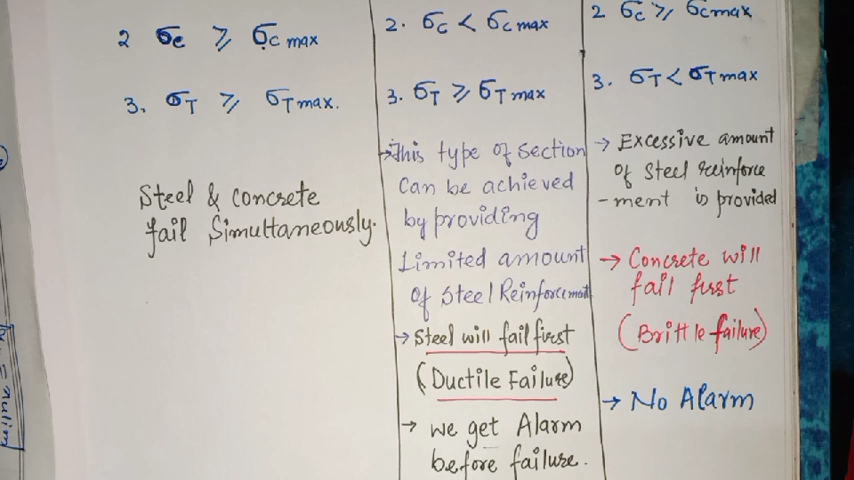 2 σc ⩾ σc max
3. σT ⩾ σT max.
Steel & concrete
fail Simultaneously.
2. σc < σc max
3. σT ⩾ σT max
→ This type of section
can be achieved
by providing
Limited amount
of Steel Reinforcement
→ Steel will fail first
(Ductile Failure)
→ we get Alarm
before failure.
2 σc ⩾ σcmax
3. σT < σT max
→ Excessive amount
of steel reinforce
-ment is provided
→ Concrete will
fail first
(Brittle failure)
→ No Alarm